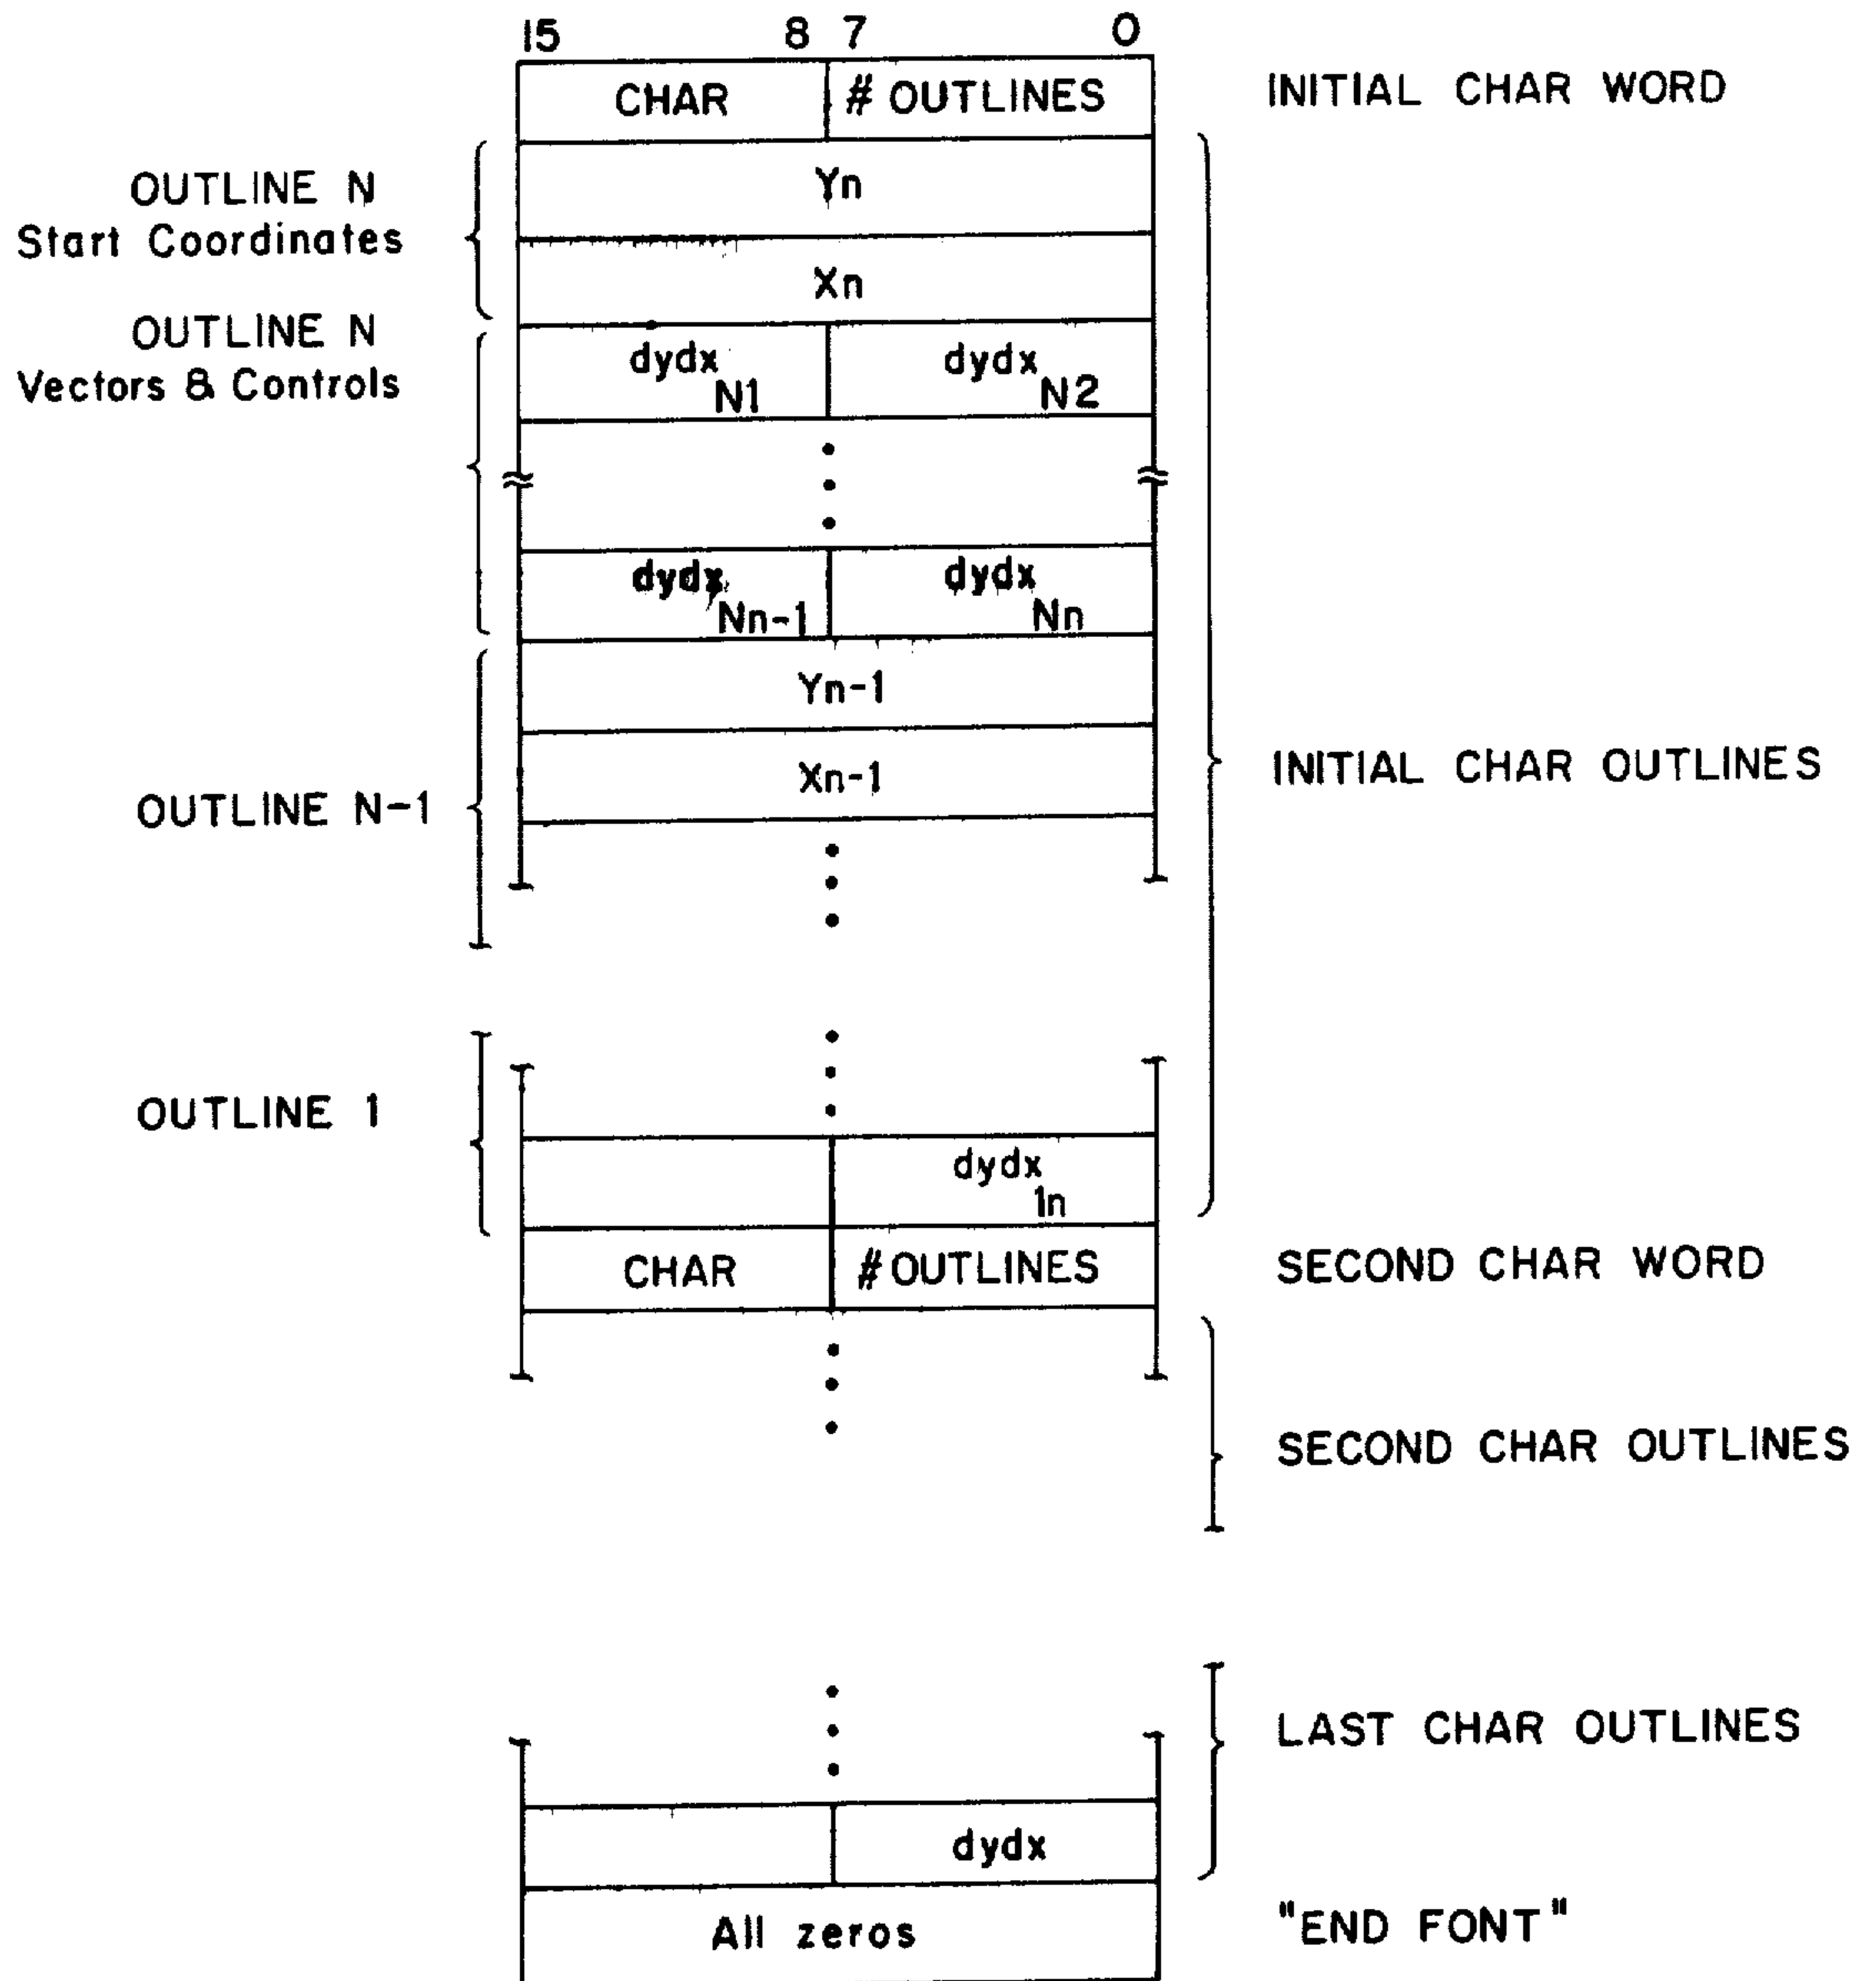 15 8 7 0
CHAR # OUTLINES INITIAL CHAR WORD
OUTLINE N
Start Coordinates
Yn
Xn
OUTLINE N
Vectors & Controls
dydx N1 dydx N2
dydx Nn-1 dydx Nn
Yn-1
Xn-1
INITIAL CHAR OUTLINES
OUTLINE N-1
OUTLINE 1
dydx 1n
CHAR #OUTLINES SECOND CHAR WORD
SECOND CHAR OUTLINES
LAST CHAR OUTLINES
dydx
All zeros "END FONT"